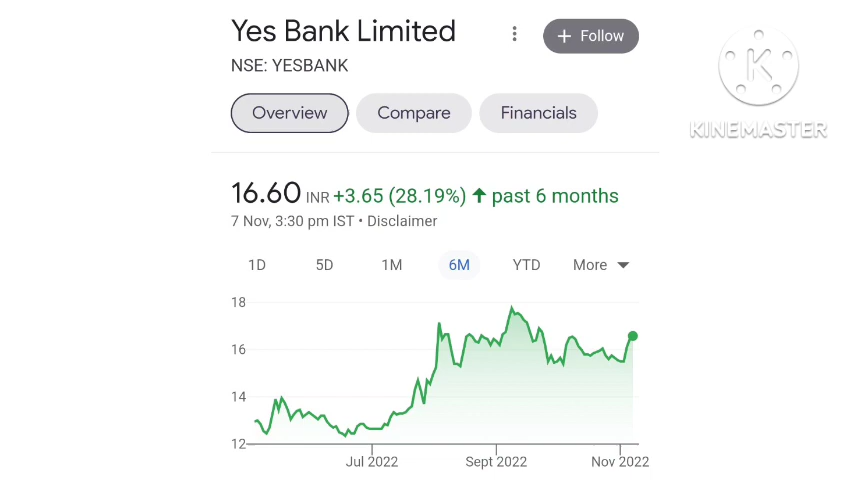 Yes Bank Limited
+ Follow
NSE: YESBANK
K
KINEMASTER
Overview
Compare
Financials
16.60 INR +3.65 (28.19%) ↑ past 6 months
7 Nov, 3:30 pm IST • Disclaimer
1D 5D 1M 6M YTD More
18
16
14
12
Jul 2022 Sept 2022 Nov 2022